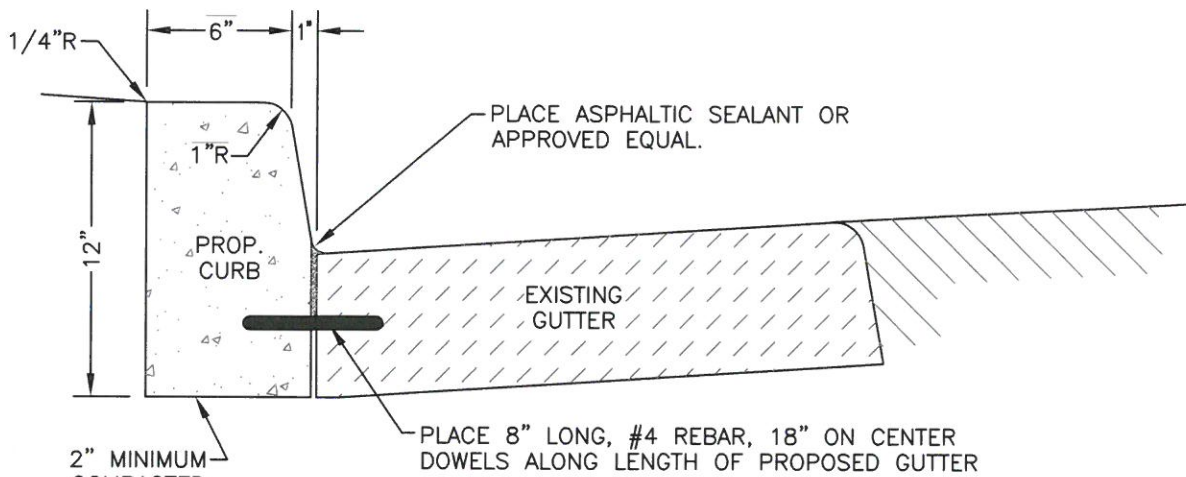 6" 1"
1/4"R
PLACE ASPHALTIC SEALANT OR
APPROVED EQUAL.
1"R
12"
PROP.
CURB
EXISTING
GUTTER
PLACE 8" LONG, #4 REBAR, 18" ON CENTER
DOWELS ALONG LENGTH OF PROPOSED GUTTER
2" MINIMUM